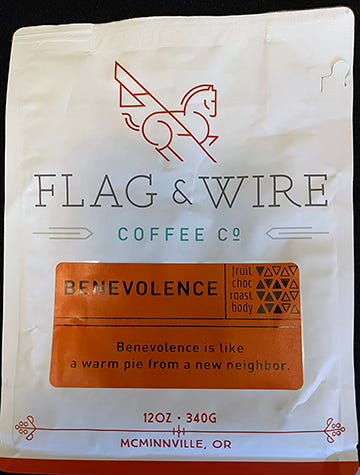 FLAG & WIRE
COFFEE Cº
BENEVOLENCE
fruit
choc
roast
body
Benevolence is like
a warm pie from a new neighbor.
12OZ • 340G
MCMINNVILLE, OR